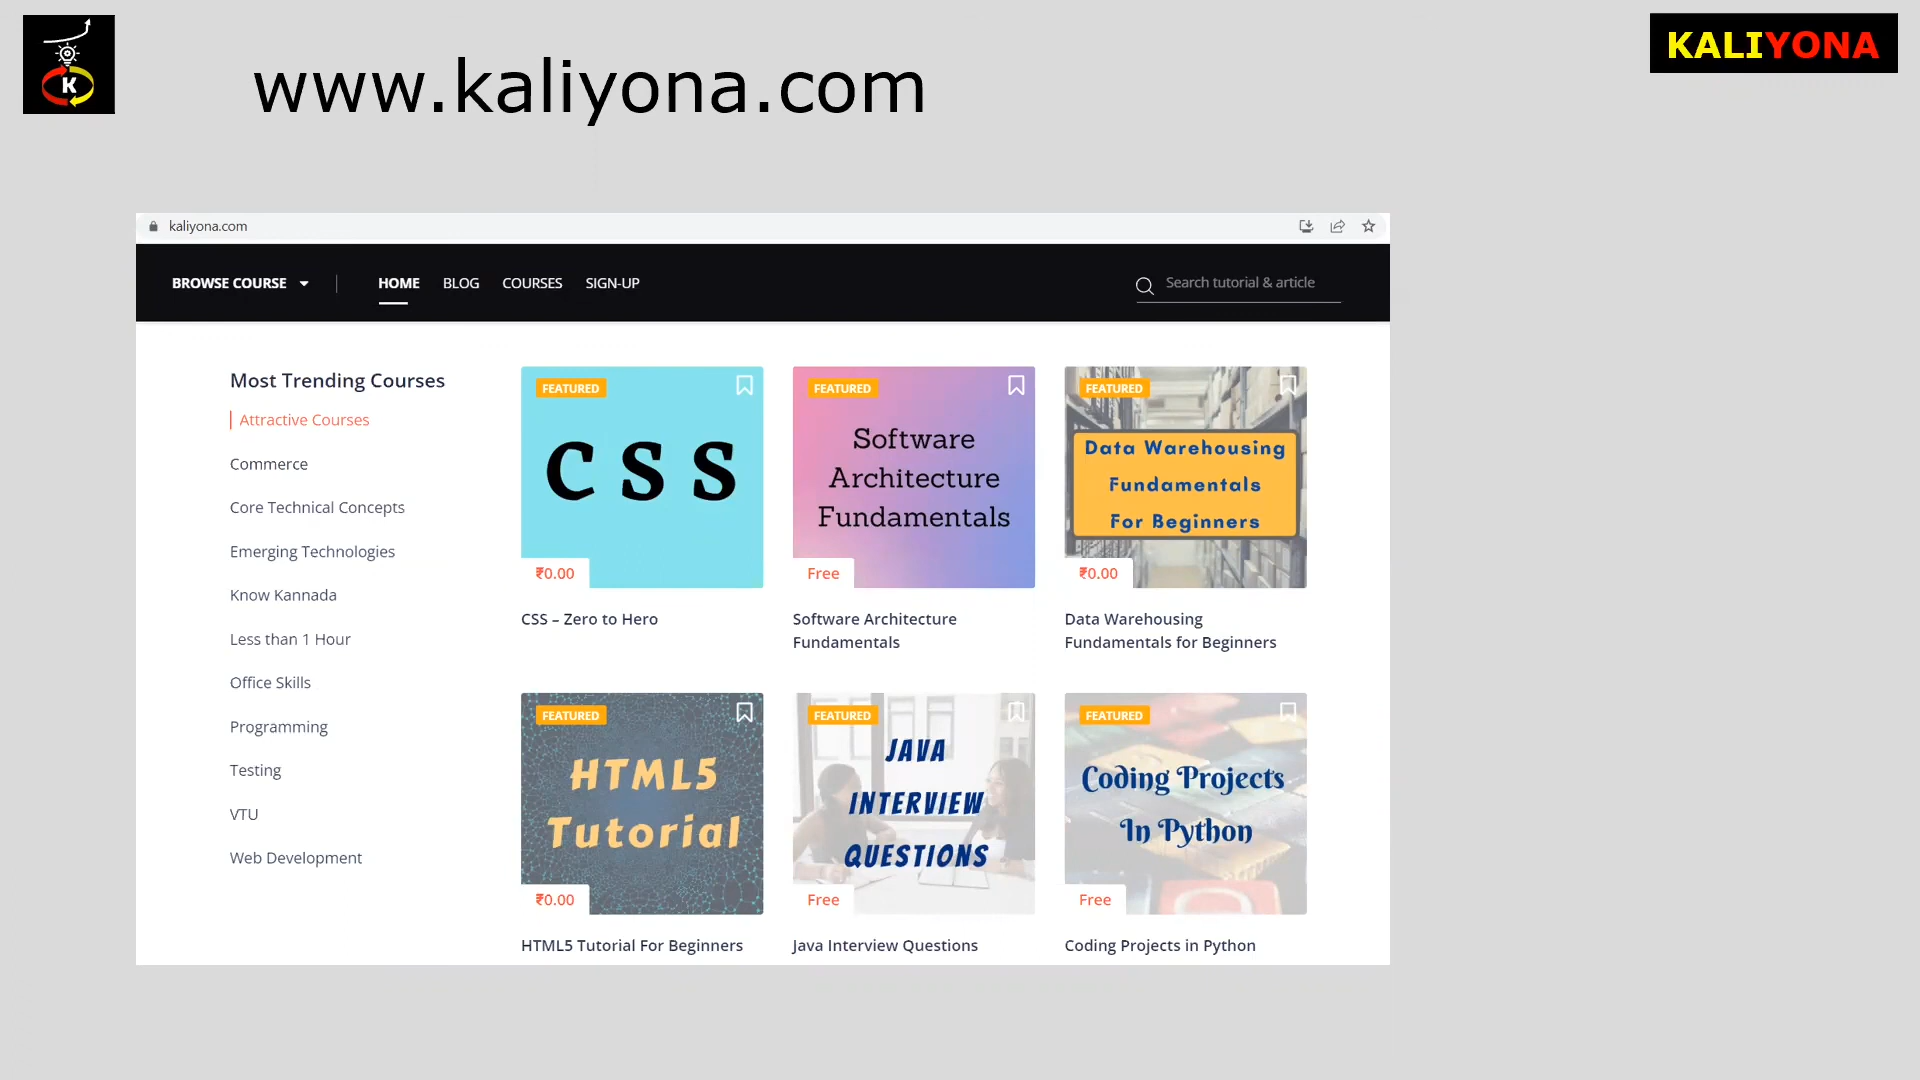 K
www.kaliyona.com
KALIYONA
kaliyona.com
BROWSE COURSE
HOME
BLOG
COURSES
SIGN-UP
Search tutorial & article
Most Trending Courses
Attractive Courses
Commerce
Core Technical Concepts
Emerging Technologies
Know Kannada
Less than 1 Hour
Office Skills
Programming
Testing
VTU
Web Development
FEATURED
CSS
₹0.00
CSS – Zero to Hero
FEATURED
Software
Architecture
Fundamentals
Free
Software Architecture
Fundamentals
FEATURED
Data Warehousing
Fundamentals
For Beginners
₹0.00
Data Warehousing
Fundamentals for Beginners
FEATURED
HTML5
Tutorial
₹0.00
HTML5 Tutorial For Beginners
FEATURED
JAVA
INTERVIEW
QUESTIONS
Free
Java Interview Questions
FEATURED
Coding Projects
In Python
Free
Coding Projects in Python